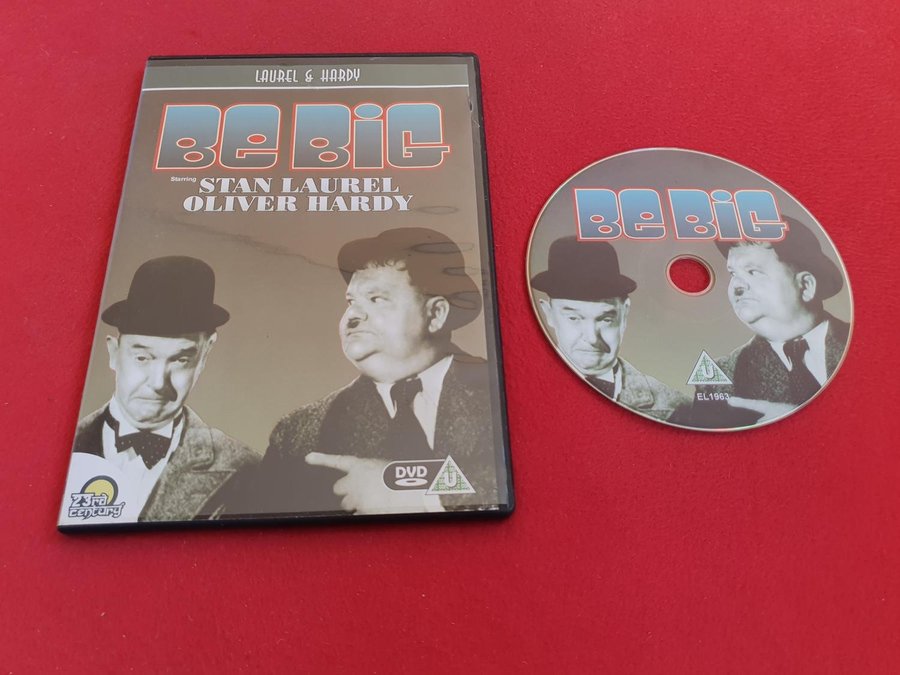 LAUREL & HARDY
BE BIG
Starring STAN LAUREL
OLIVER HARDY
DVD
U
23rd
Century
BE BIG
U
EL1963